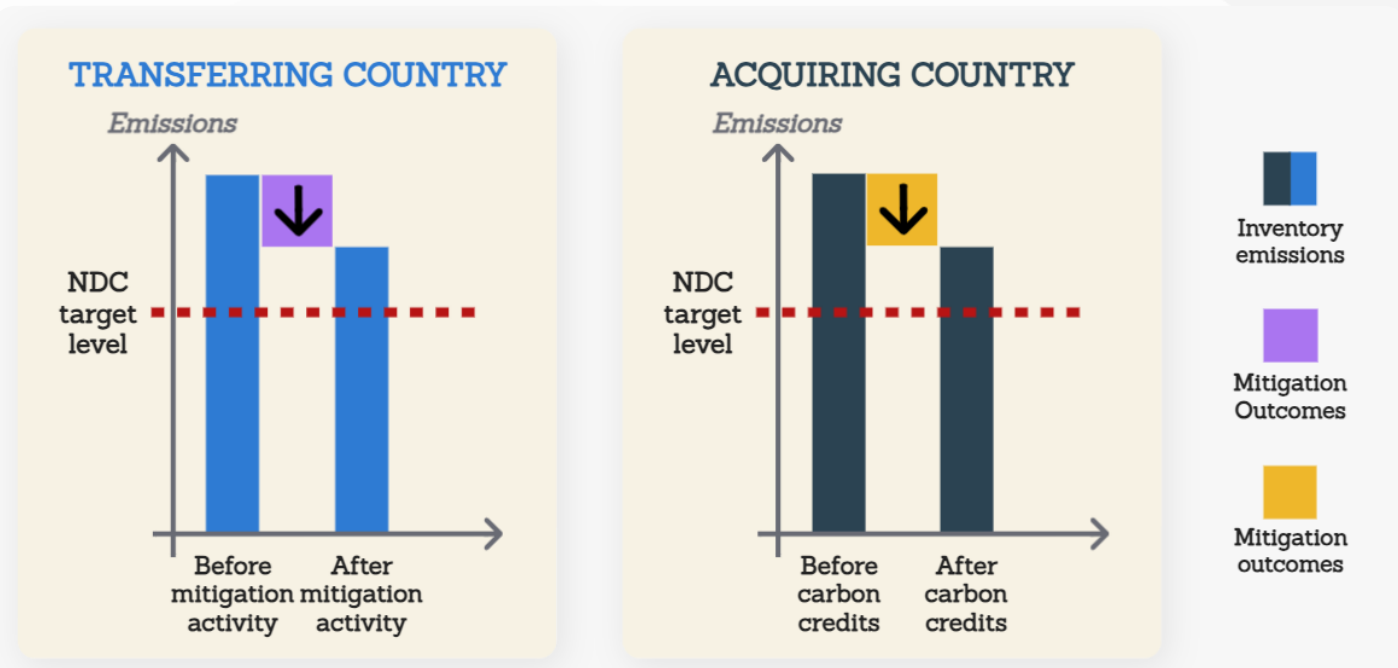 TRANSFERRING COUNTRY
Emissions
NDC
target
level
Before
mitigation
activity
After
mitigation
activity
ACQUIRING COUNTRY
Emissions
NDC
target
level
Before
carbon
credits
After
carbon
credits
Inventory
emissions
Mitigation
Outcomes
Mitigation
outcomes